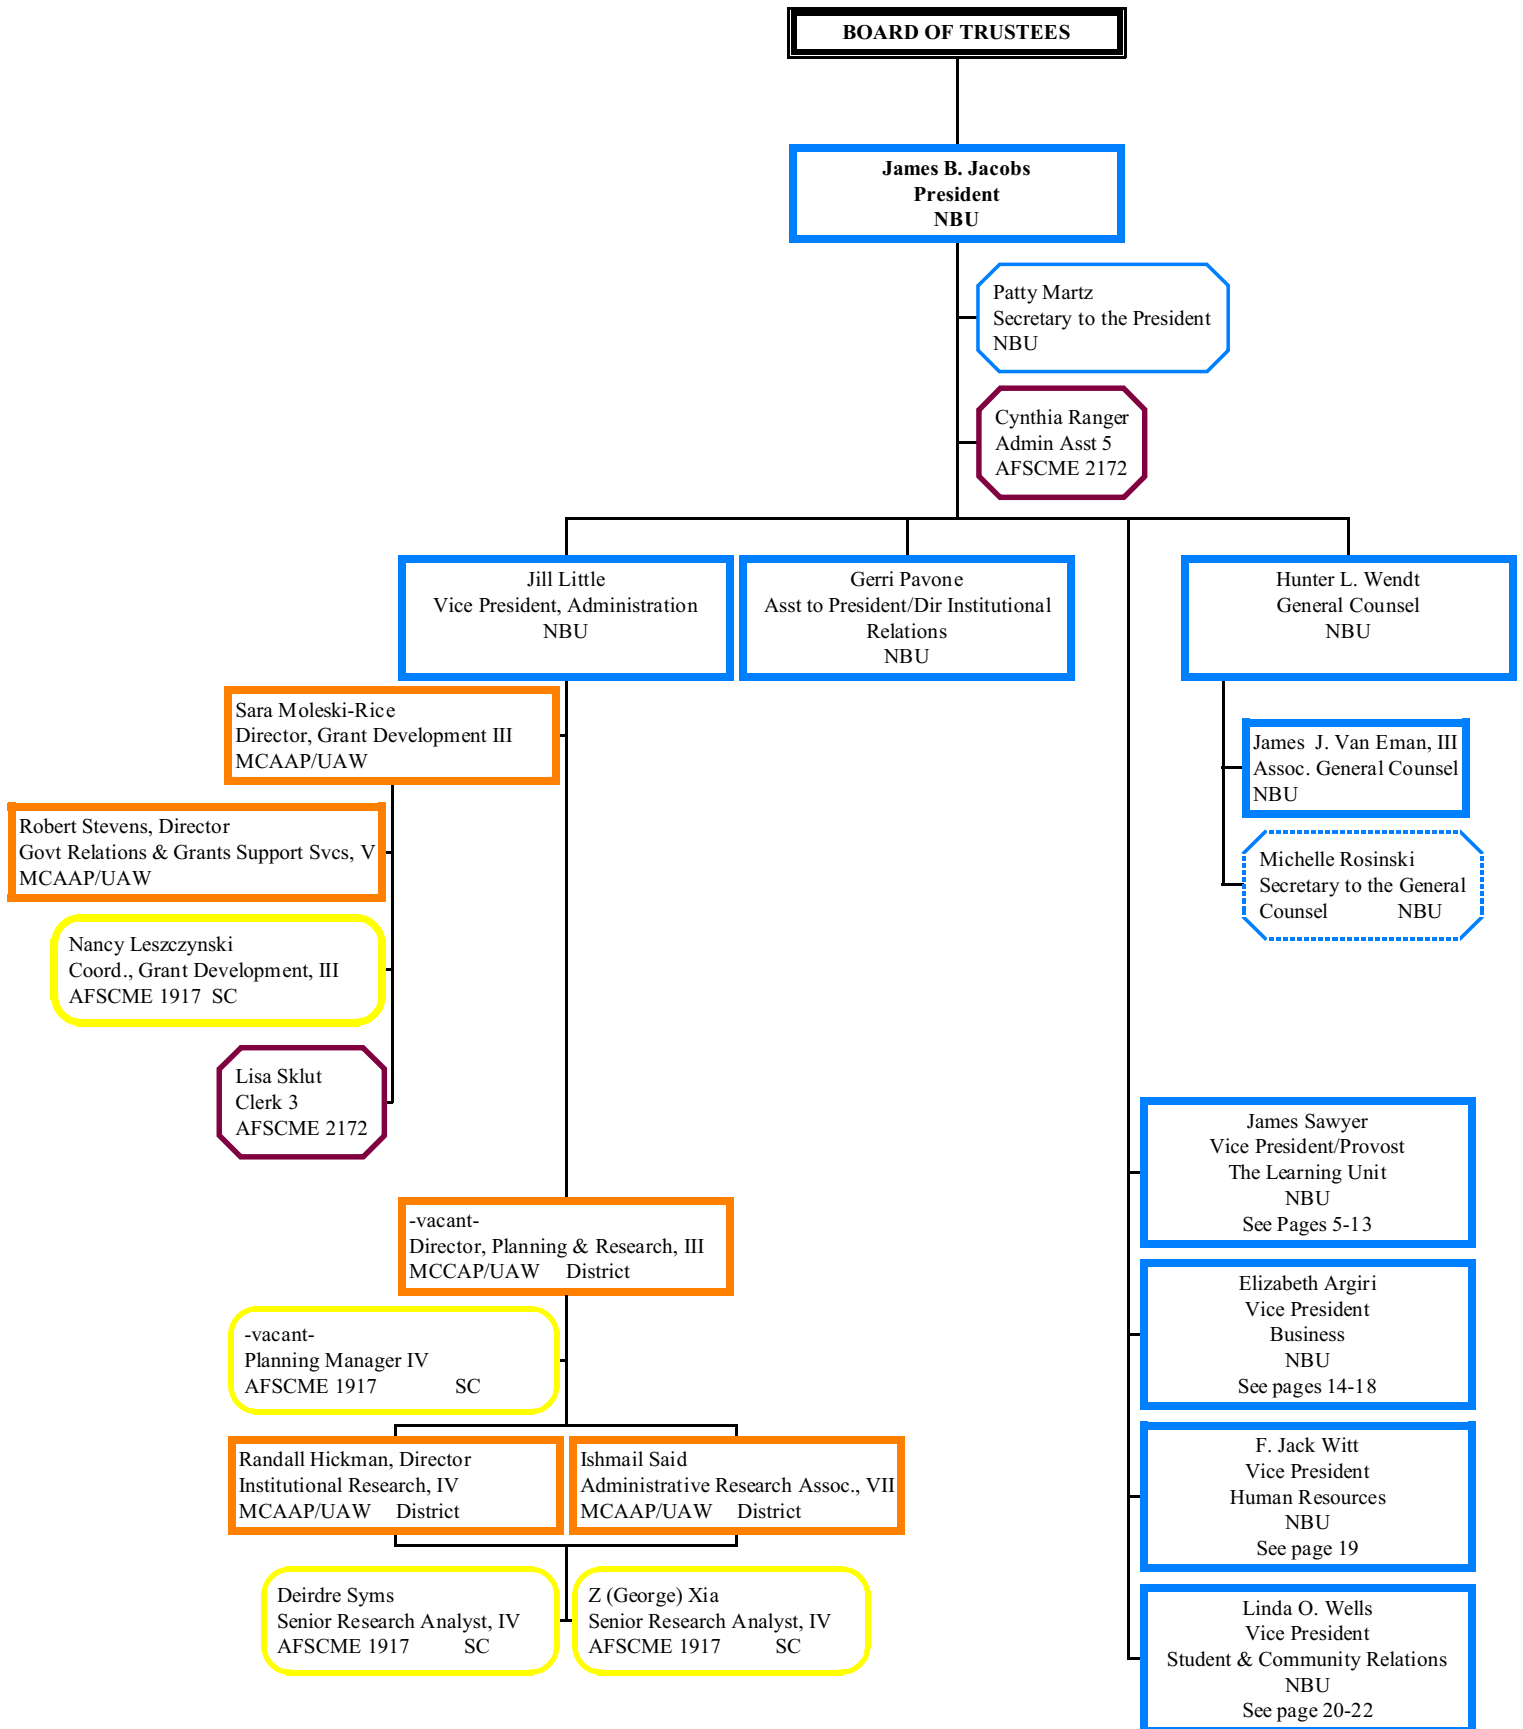 BOARD OF TRUSTEES
James B. Jacobs
President
NBU
Patty Martz
Secretary to the President
NBU
Cynthia Ranger
Admin Asst 5
AFSCME 2172
Jill Little
Vice President, Administration
NBU
Gerri Pavone
Asst to President/Dir Institutional
Relations
NBU
Hunter L. Wendt
General Counsel
NBU
Sara Moleski-Rice
Director, Grant Development III
MCAAP/UAW
James J. Van Eman, III
Assoc. General Counsel
NBU
Robert Stevens, Director
Govt Relations & Grants Support Svcs, V
MCAAP/UAW
Michelle Rosinski
Secretary to the General
Counsel NBU
Nancy Leszczynski
Coord., Grant Development, III
AFSCME 1917 SC
Lisa Sklut
Clerk 3
AFSCME 2172
James Sawyer
Vice President/Provost
The Learning Unit
NBU
See Pages 5-13
-vacant-
Director, Planning & Research, III
MCCAP/UAW District
Elizabeth Argiri
Vice President
Business
NBU
See pages 14-18
-vacant-
Planning Manager IV
AFSCME 1917 SC
Randall Hickman, Director
Institutional Research, IV
MCAAP/UAW District
Ishmail Said
Administrative Research Assoc., VII
MCAAP/UAW District
F. Jack Witt
Vice President
Human Resources
NBU
See page 19
Deirdre Syms
Senior Research Analyst, IV
AFSCME 1917 SC
Z (George) Xia
Senior Research Analyst, IV
AFSCME 1917 SC
Linda O. Wells
Vice President
Student & Community Relations
NBU
See page 20-22